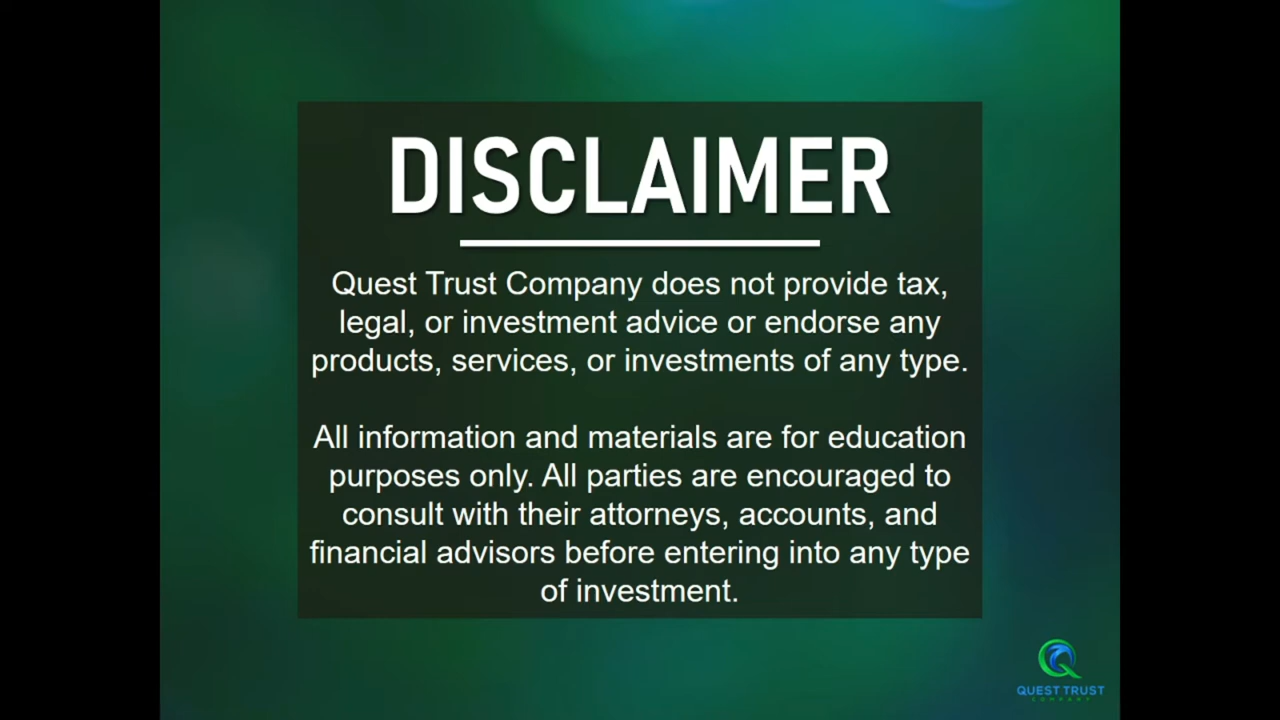 DISCLAIMER
Quest Trust Company does not provide tax,
legal, or investment advice or endorse any
products, services, or investments of any type.
All information and materials are for education
purposes only. All parties are encouraged to
consult with their attorneys, accounts, and
financial advisors before entering into any type
of investment.
QUEST TRUST
COMPANY